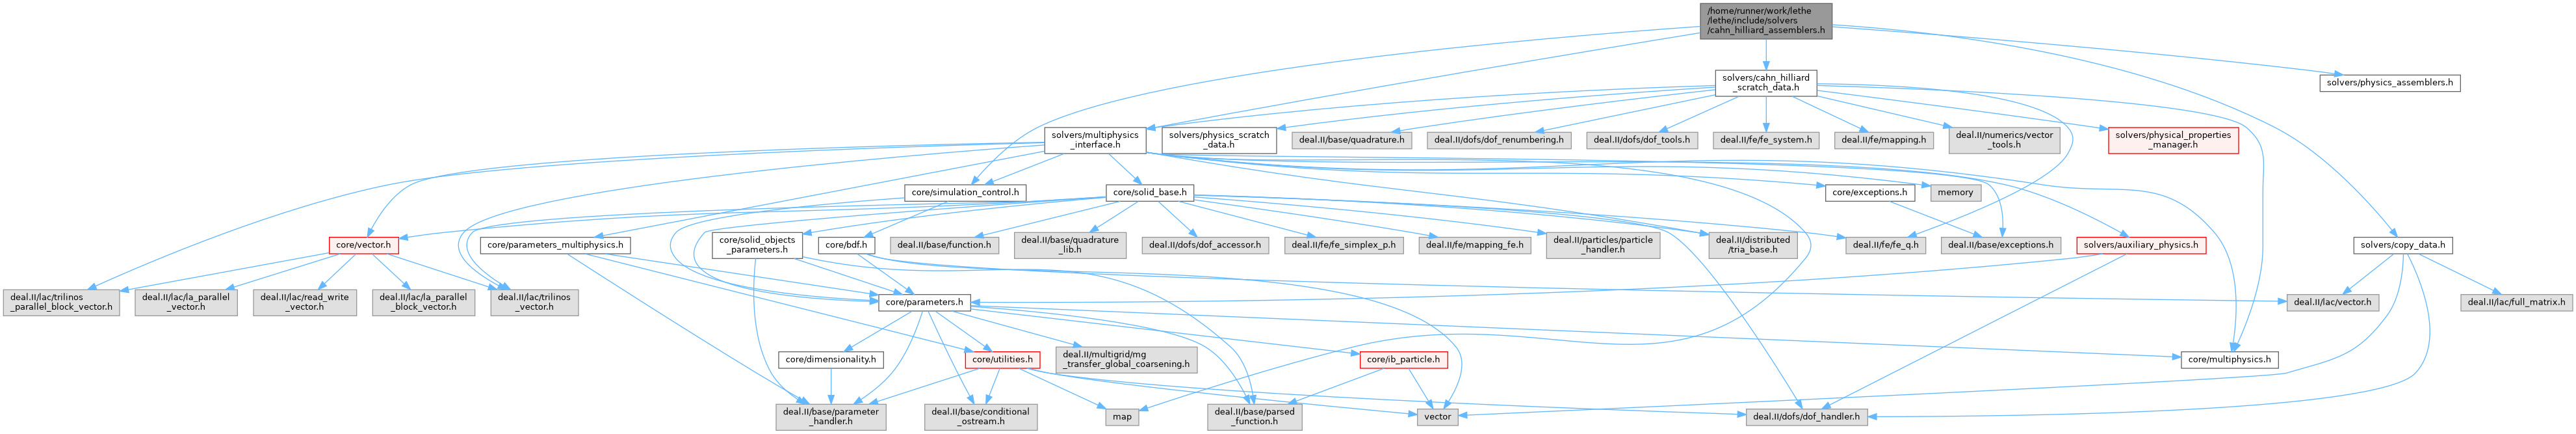 /home/runner/work/lethe
/lethe/include/solvers
/cahn_hilliard_assemblers.h
solvers/cahn_hilliard
_scratch_data.h
solvers/physics_assemblers.h
solvers/multiphysics
_interface.h
solvers/physics_scratch
_data.h
deal.II/base/quadrature.h
deal.II/dofs/dof_renumbering.h
deal.II/dofs/dof_tools.h
deal.II/fe/fe_system.h
deal.II/fe/mapping.h
deal.II/numerics/vector
_tools.h
solvers/physical_properties
_manager.h
core/simulation_control.h
core/solid_base.h
core/exceptions.h
memory
core/vector.h
core/parameters_multiphysics.h
core/solid_objects
_parameters.h
core/bdf.h
deal.II/base/function.h
deal.II/base/quadrature
_lib.h
deal.II/dofs/dof_accessor.h
deal.II/fe/fe_simplex_p.h
deal.II/fe/mapping_fe.h
deal.II/particles/particle
_handler.h
deal.II/distributed
/tria_base.h
deal.II/fe/fe_q.h
deal.II/base/exceptions.h
solvers/auxiliary_physics.h
solvers/copy_data.h
deal.II/lac/trilinos
_parallel_block_vector.h
deal.II/lac/la_parallel
_vector.h
deal.II/lac/read_write
_vector.h
deal.II/lac/la_parallel
_block_vector.h
deal.II/lac/trilinos
_vector.h
core/parameters.h
deal.II/lac/vector.h
deal.II/lac/full_matrix.h
core/dimensionality.h
core/utilities.h
deal.II/multigrid/mg
_transfer_global_coarsening.h
core/ib_particle.h
core/multiphysics.h
deal.II/base/parameter
_handler.h
deal.II/base/conditional
_ostream.h
map
deal.II/base/parsed
_function.h
vector
deal.II/dofs/dof_handler.h